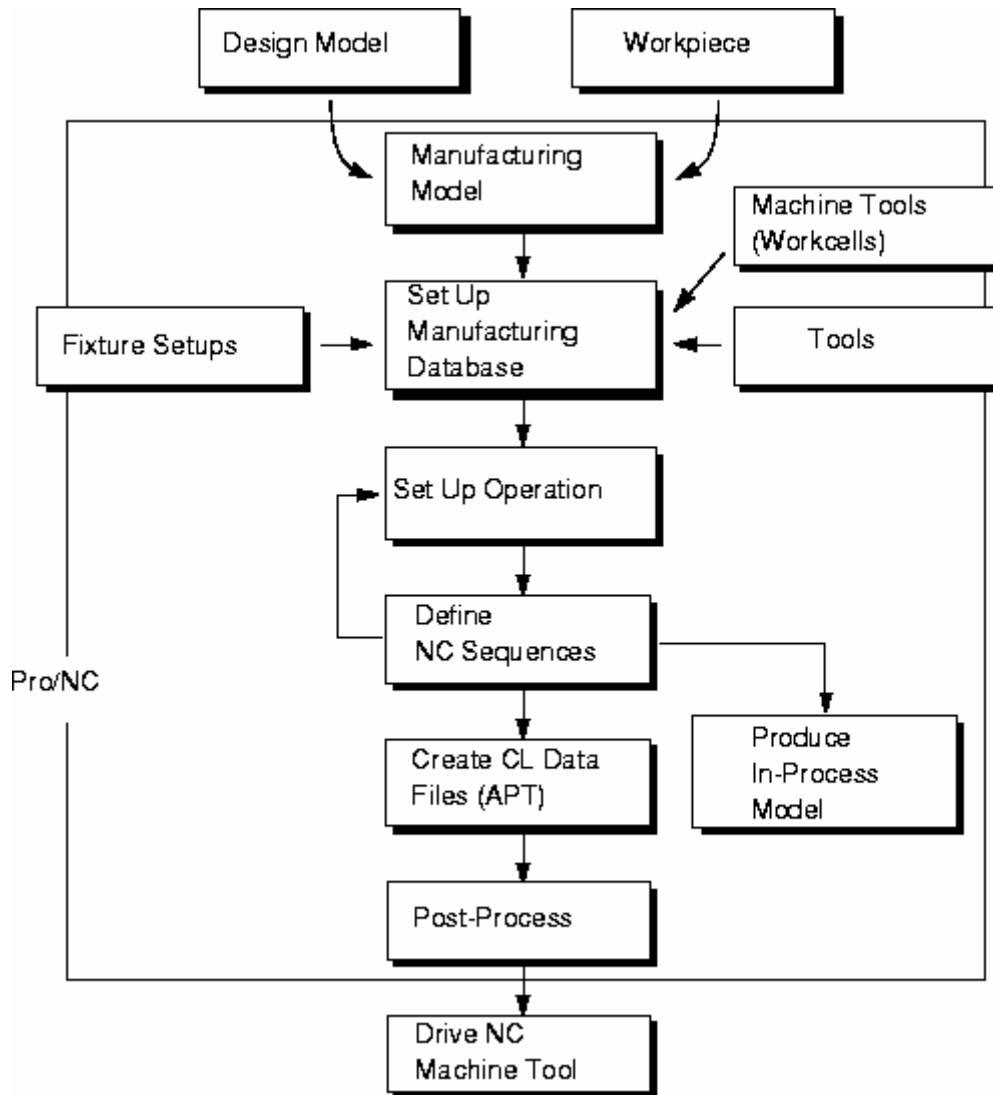 Design Model
Workpiece
Manufacturing
Model
Machine Tools
(Workcells)
Set Up
Manufacturing
Database
Fixture Setups
Tools
Set Up Operation
Define
NC Sequences
Pro/NC
Produce
In-Process
Model
Create CL Data
Files (APT)
Post-Process
Drive NC
Machine Tool